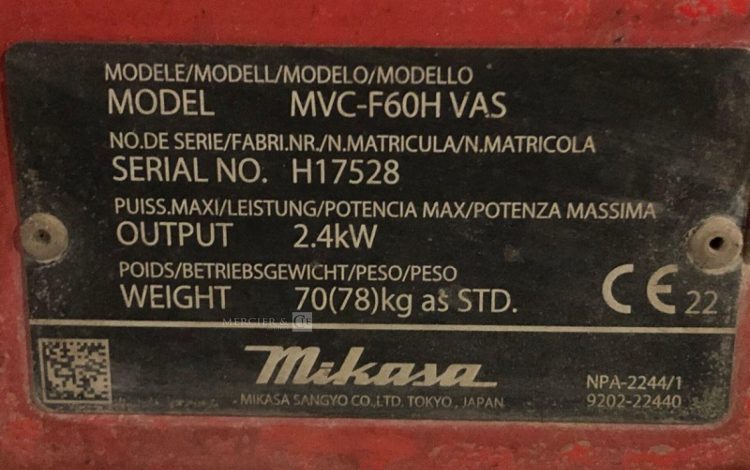 MODELE/MODELL/MODELO/MODELLO
MODEL MVC-F60H VAS
NO.DE SERIE/FABRI.NR./N.MATRICULA/N.MATRICOLA
SERIAL NO. H17528
PUISS.MAXI/LEISTUNG/POTENCIA MAX/POTENZA MASSIMA
OUTPUT 2.4kW
POIDS/BETRIEBSGEWICHT/PESO/PESO
WEIGHT 70(78)kg as STD.
CE 22
MERCIER & CIE
mikasa
MIKASA SANGYO CO.,LTD. TOKYO, JAPAN
NPA-2244/1
9202-22440